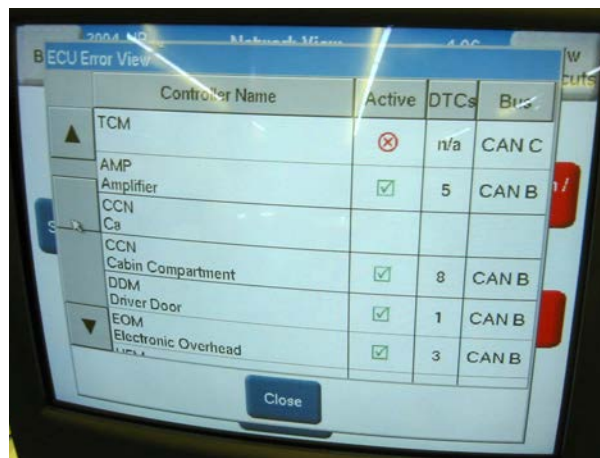 2004
Network View
ECU Error View
Controller Name Active DTCs Bus
TCM
n/a CAN C
AMP
Amplifier 5 CAN B
CCN
Ca
CCN
Cabin Compartment 8 CAN B
DDM
Driver Door 1 CAN B
EOM
Electronic Overhead 3 CAN B
Close